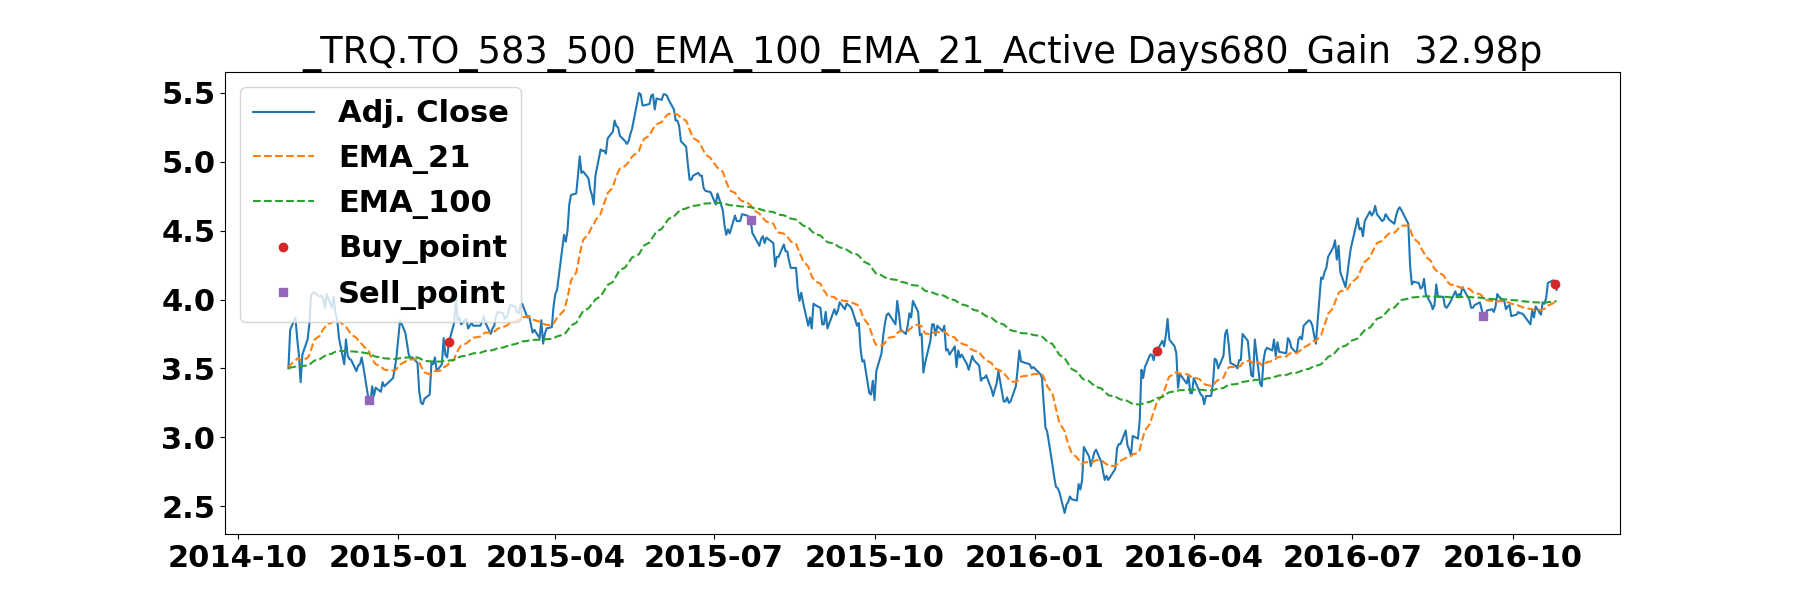 _TRQ.TO_583_500_EMA_100_EMA_21_Active Days680_Gain  32.98p
5.5
5.0
4.5
4.0
3.5
3.0
2.5
Adj. Close
EMA_21
EMA_100
Buy_point
Sell_point
2014-10 2015-01 2015-04 2015-07 2015-10 2016-01 2016-04 2016-07 2016-10